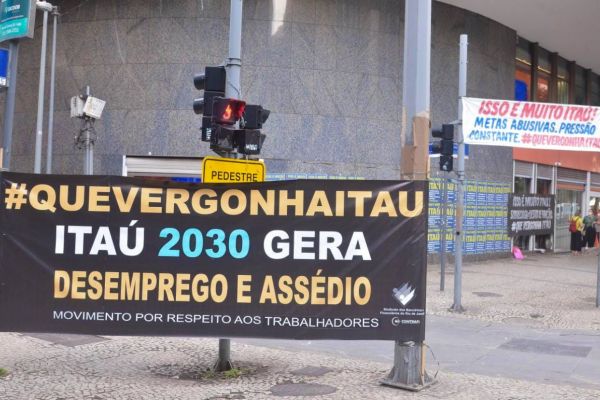 #QUEVERGONHAITAU
ITAÚ 2030 GERA
DESEMPREGO E ASSÉDIO
MOVIMENTO POR RESPEITO AOS TRABALHADORES
PEDESTRE
ISSO É MUITO ITAÚ!
METAS ABUSIVAS. PRESSÃO
CONSTANTE. #QUEVERGONHAITAU